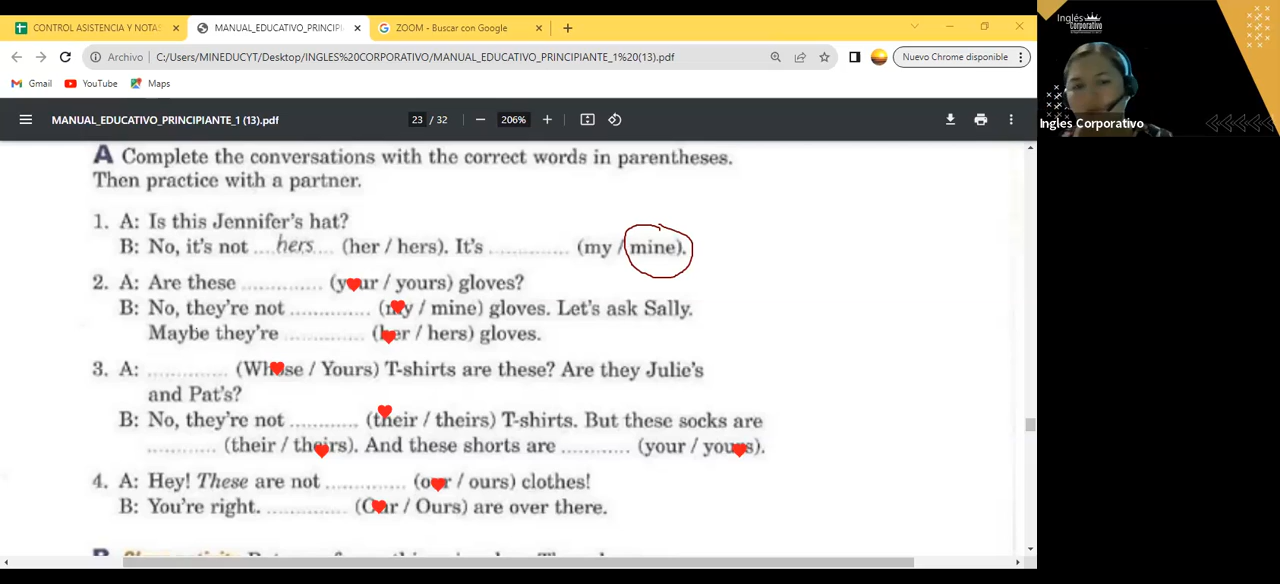 CONTROL ASISTENCIA Y NOTAS
MANUAL_EDUCATIVO_PRINCIPIANTE
ZOOM - Buscar con Google
Archivo
C:/Users/MINEDUCYT/Desktop/INGLES%20CORPORATIVO/MANUAL_EDUCATIVO_PRINCIPIANTE_1%20(13).pdf
Nuevo Chrome disponible
Gmail YouTube Maps
MANUAL_EDUCATIVO_PRINCIPIANTE_1 (13).pdf
23 / 32
206%
A Complete the conversations with the correct words in parentheses.
Then practice with a partner.
1. A: Is this Jennifer's hat?
B: No, it's not ....hers.... (her / hers). It's .............. (my / mine).
2. A: Are these .............. (your / yours) gloves?
B: No, they're not .............. (my / mine) gloves. Let's ask Sally.
Maybe they're .............. (her / hers) gloves.
3. A: .............. (Whose / Yours) T-shirts are these? Are they Julie's
and Pat's?
B: No, they're not .............. (their / theirs) T-shirts. But these socks are
.............. (their / theirs). And these shorts are .............. (your / yours).
4. A: Hey! These are not .............. (our / ours) clothes!
B: You're right. .............. (Our / Ours) are over there.
Inglés
Corporativo
Ingles Corporativo